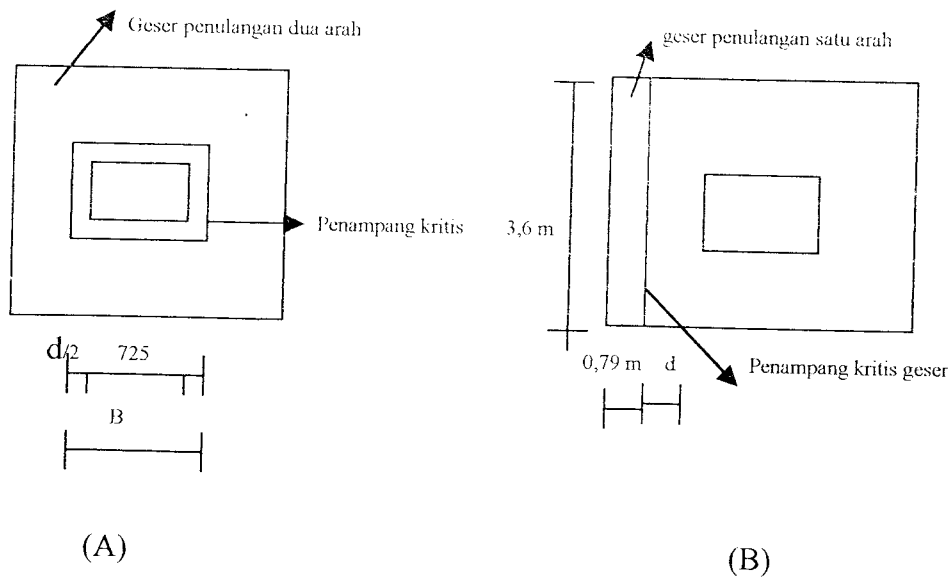 Geser penulangan dua arah
Penampang kritis
d/2 725
B
(A)
geser penulangan satu arah
3,6 m
0,79 m d
Penampang kritis geser
(B)